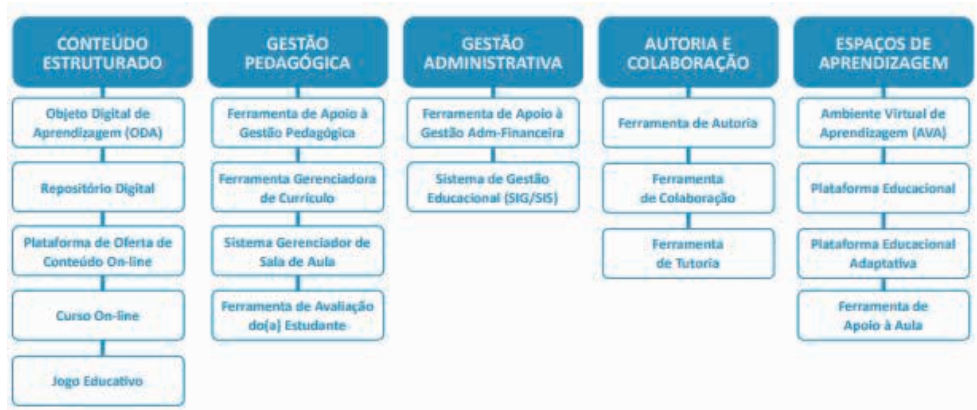 CONTEÚDO
ESTRUTURADO
Objeto Digital de
Aprendizagem (ODA)
Repositório Digital
Plataforma de Oferta de
Conteúdo On-line
Curso On-line
Jogo Educativo
GESTÃO
PEDAGÓGICA
Ferramenta de Apoio à
Gestão Pedagógica
Ferramenta Gerenciadora
de Currículo
Sistema Gerenciador de
Sala de Aula
Ferramenta de Avaliação
do(a) Estudante
GESTÃO
ADMINISTRATIVA
Ferramenta de Apoio à
Gestão Adm-Financeira
Sistema de Gestão
Educacional (SIG/SIS)
AUTORIA E
COLABORAÇÃO
Ferramenta de Autoria
Ferramenta
de Colaboração
Ferramenta
de Tutoria
ESPAÇOS DE
APRENDIZAGEM
Ambiente Virtual de
Aprendizagem (AVA)
Plataforma Educacional
Plataforma Educacional
Adaptativa
Ferramenta de
Apoio à Aula